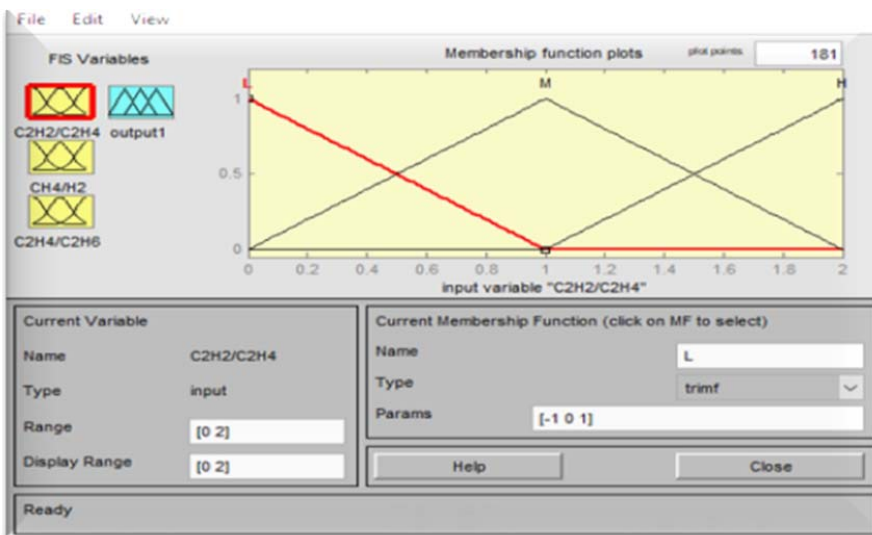 File Edit View
FIS Variables
Membership function plots plot points: 181
L M H
C2H2/C2H4 output1
CH4/H2
C2H4/C2H6
1
0.5
0
0 0.2 0.4 0.6 0.8 1 1.2 1.4 1.6 1.8 2
input variable "C2H2/C2H4"
Current Variable
Name C2H2/C2H4
Type input
Range [0 2]
Display Range [0 2]
Current Membership Function (click on MF to select)
Name L
Type trimf
Params [-1 0 1]
Help Close
Ready